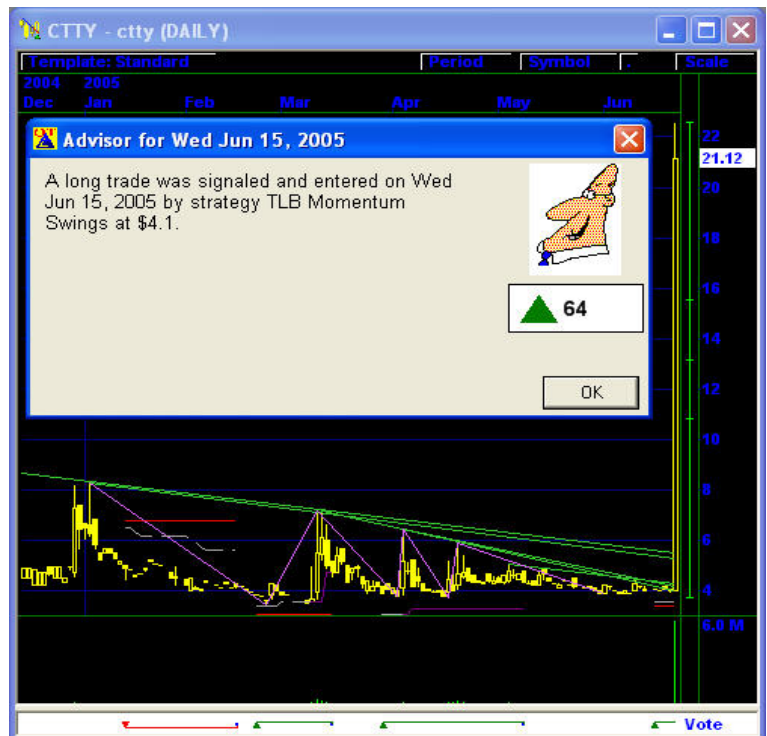 CTTY - ctty (DAILY)
Template: Standard Period Symbol . Scale
2004 2005
Dec Jan Feb Mar Apr May Jun
Advisor for Wed Jun 15, 2005
A long trade was signaled and entered on Wed
Jun 15, 2005 by strategy TLB Momentum
Swings at $4.1.
64
OK
22
21.12
20
18
16
14
12
10
8
6
4
6.0 M
Vote